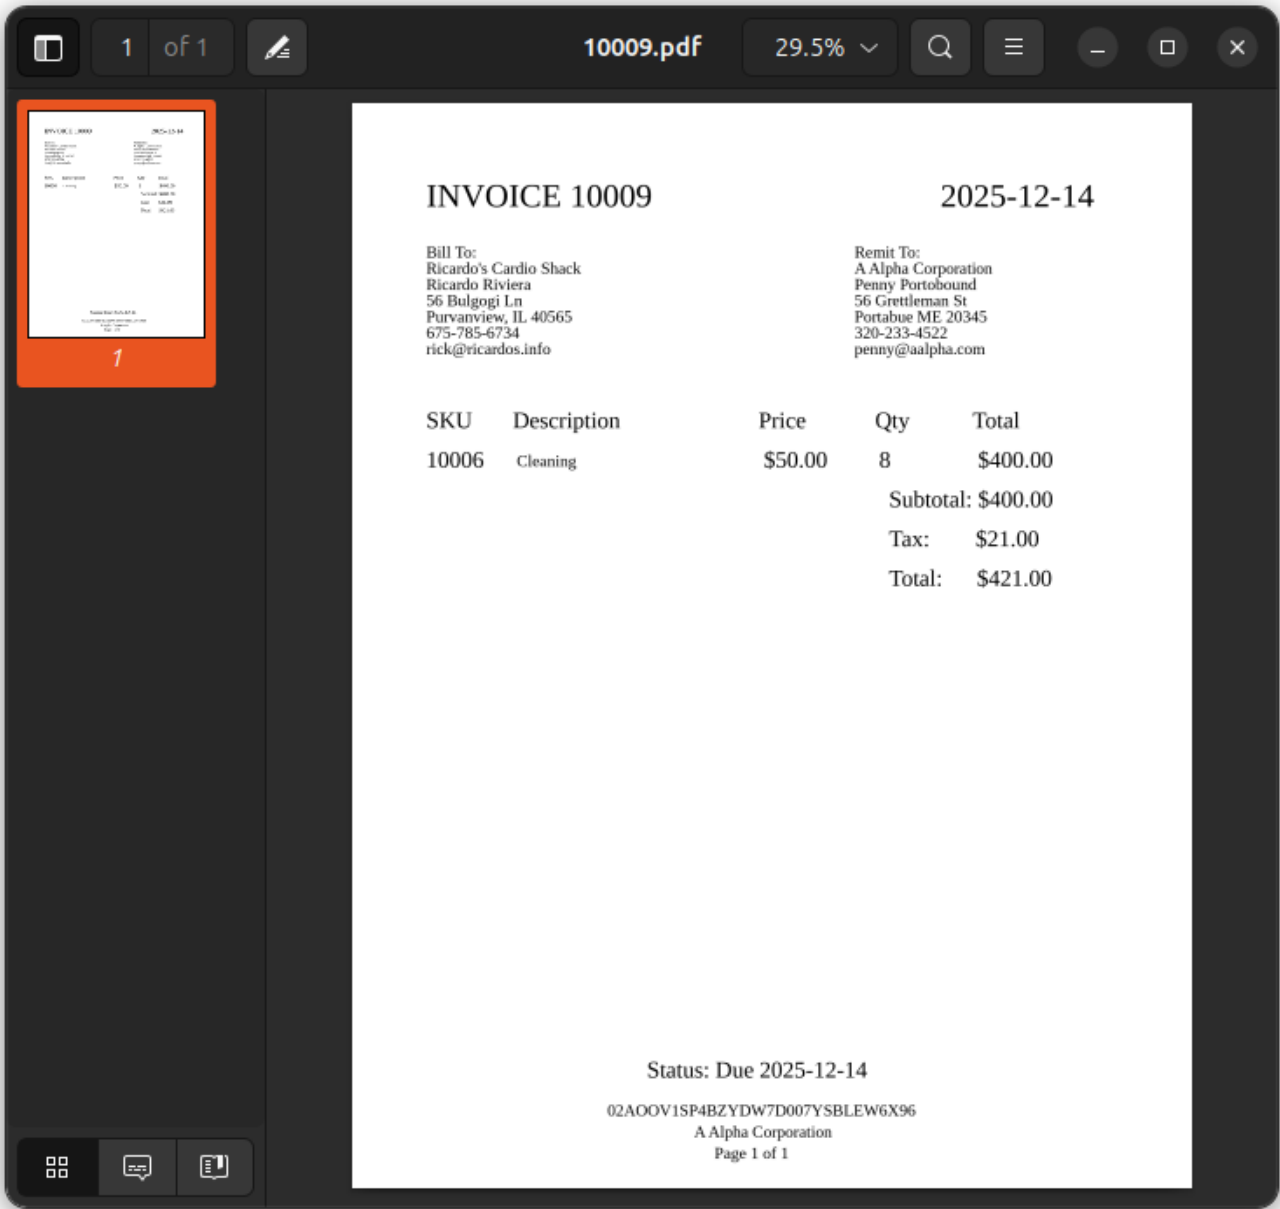 1 of 1
10009.pdf
29.5%
INVOICE 10009 2025-12-14
Bill To:
Ricardo's Cardio Shack
Ricardo Riviera
56 Bulgogi Ln
Purvanview, IL 40565
675-785-6734
rick@ricardos.info
Remit To:
A Alpha Corporation
Penny Portobound
56 Grettleman St
Portabue ME 20345
320-233-4522
penny@aalpha.com
SKU Description Price Qty Total
10006 Cleaning $50.00 8 $400.00
Subtotal: $400.00
Tax: $21.00
Total: $421.00
Status: Due 2025-12-14
02AOOV1SP4BZYDW7D007YSBLEW6X96
A Alpha Corporation
Page 1 of 1
1